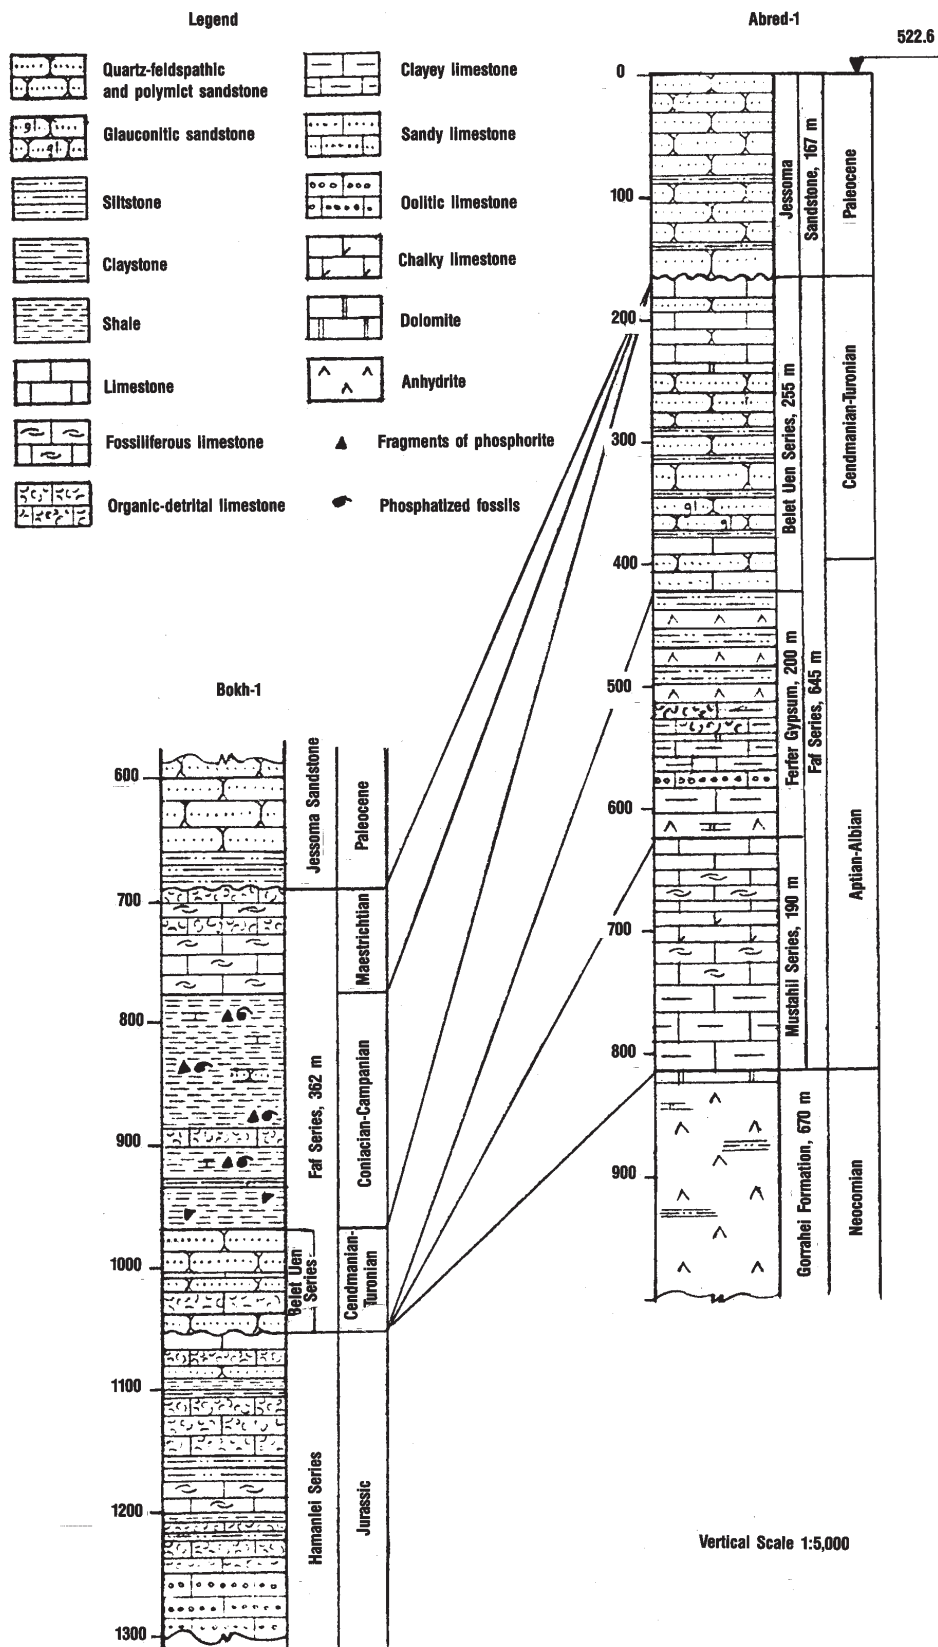 Legend
Quartz-feldspathic
and polymict sandstone
Glauconitic sandstone
Siltstone
Claystone
Shale
Limestone
Fossiliferous limestone
Organic-detrital limestone
Clayey limestone
Sandy limestone
Oolitic limestone
Chalky limestone
Dolomite
Anhydrite
Fragments of phosphorite
Phosphatized fossils
gl
gl
Abred-1
522.6
0
100
200
300
400
500
600
700
800
900
gl
gl
Jessoma
Sandstone, 167 m
Belet Uen Series, 255 m
Ferfer Gypsum, 200 m
Mustahil Series, 190 m
Faf Series, 645 m
Gorrahei Formation, 670 m
Paleocene
Cendmanian-Turonian
Aptian-Albian
Neocomian
Bokh-1
600
700
800
900
1000
1100
1200
1300
Jessoma Sandstone
Faf Series, 362 m
Belet Uen
Series
Hamanlei Series
Paleocene
Maestrichtian
Coniacian-Campanian
Cendmanian-
Turonian
Jurassic
Vertical Scale 1:5,000